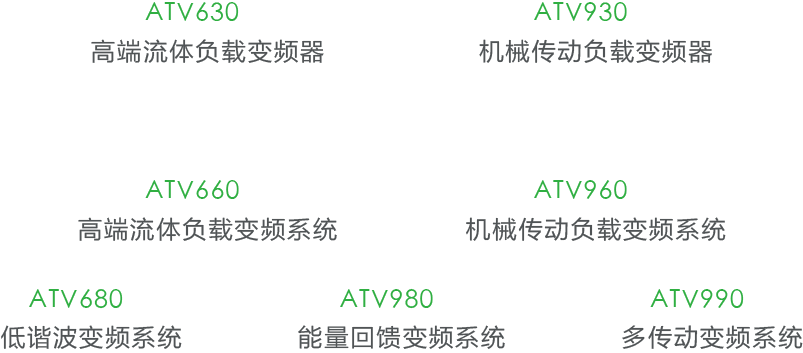 ATV630
高端流体负载变频器
ATV930
机械传动负载变频器
ATV660
高端流体负载变频系统
ATV960
机械传动负载变频系统
ATV680
低谐波变频系统
ATV980
能量回馈变频系统
ATV990
多传动变频系统